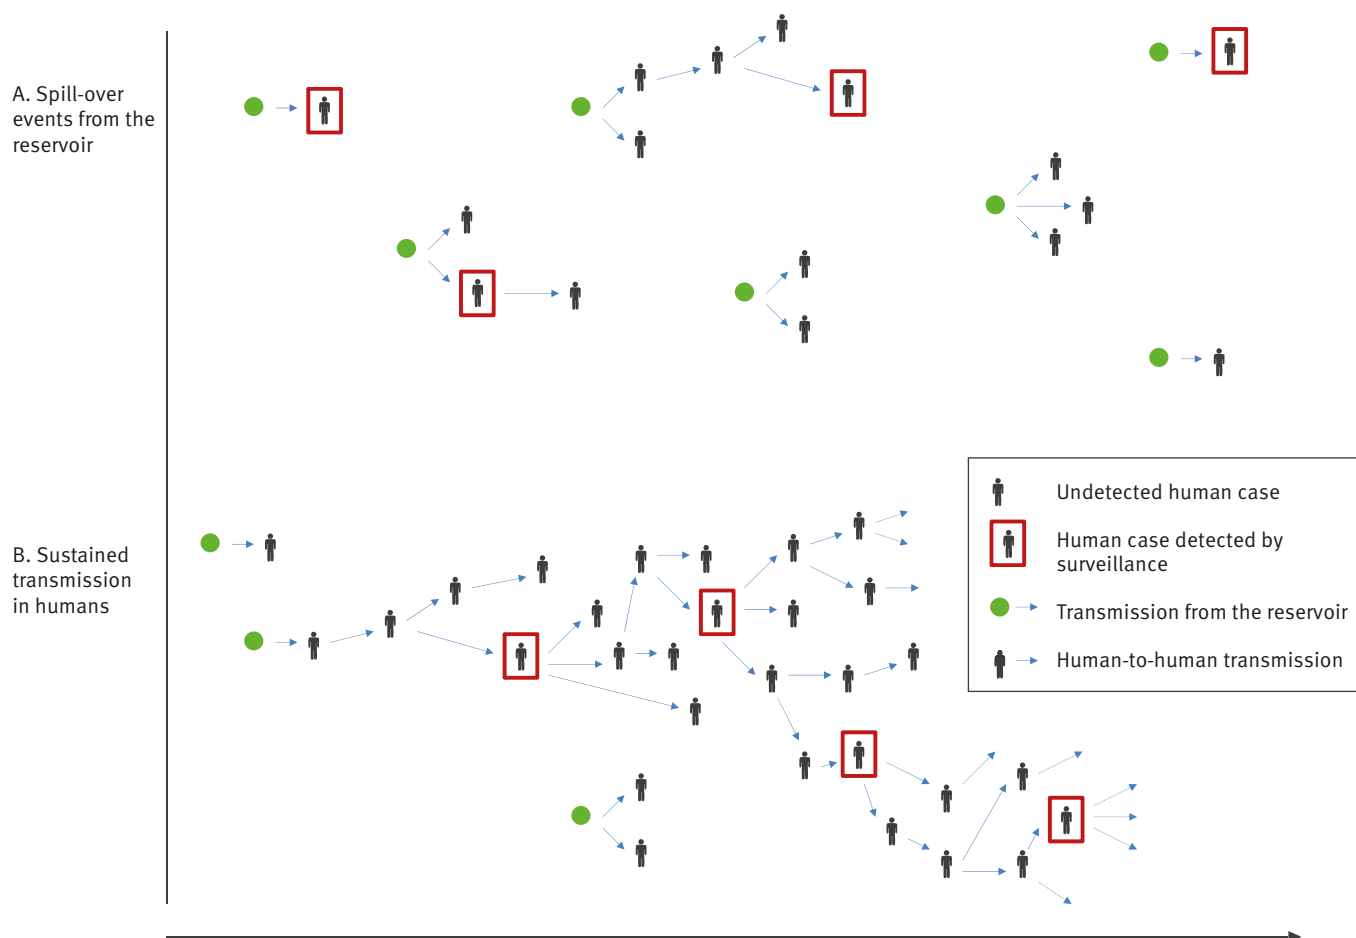 A. Spill-over
events from the
reservoir
B. Sustained
transmission
in humans
Undetected human case
Human case detected by
surveillance
Transmission from the reservoir
Human-to-human transmission